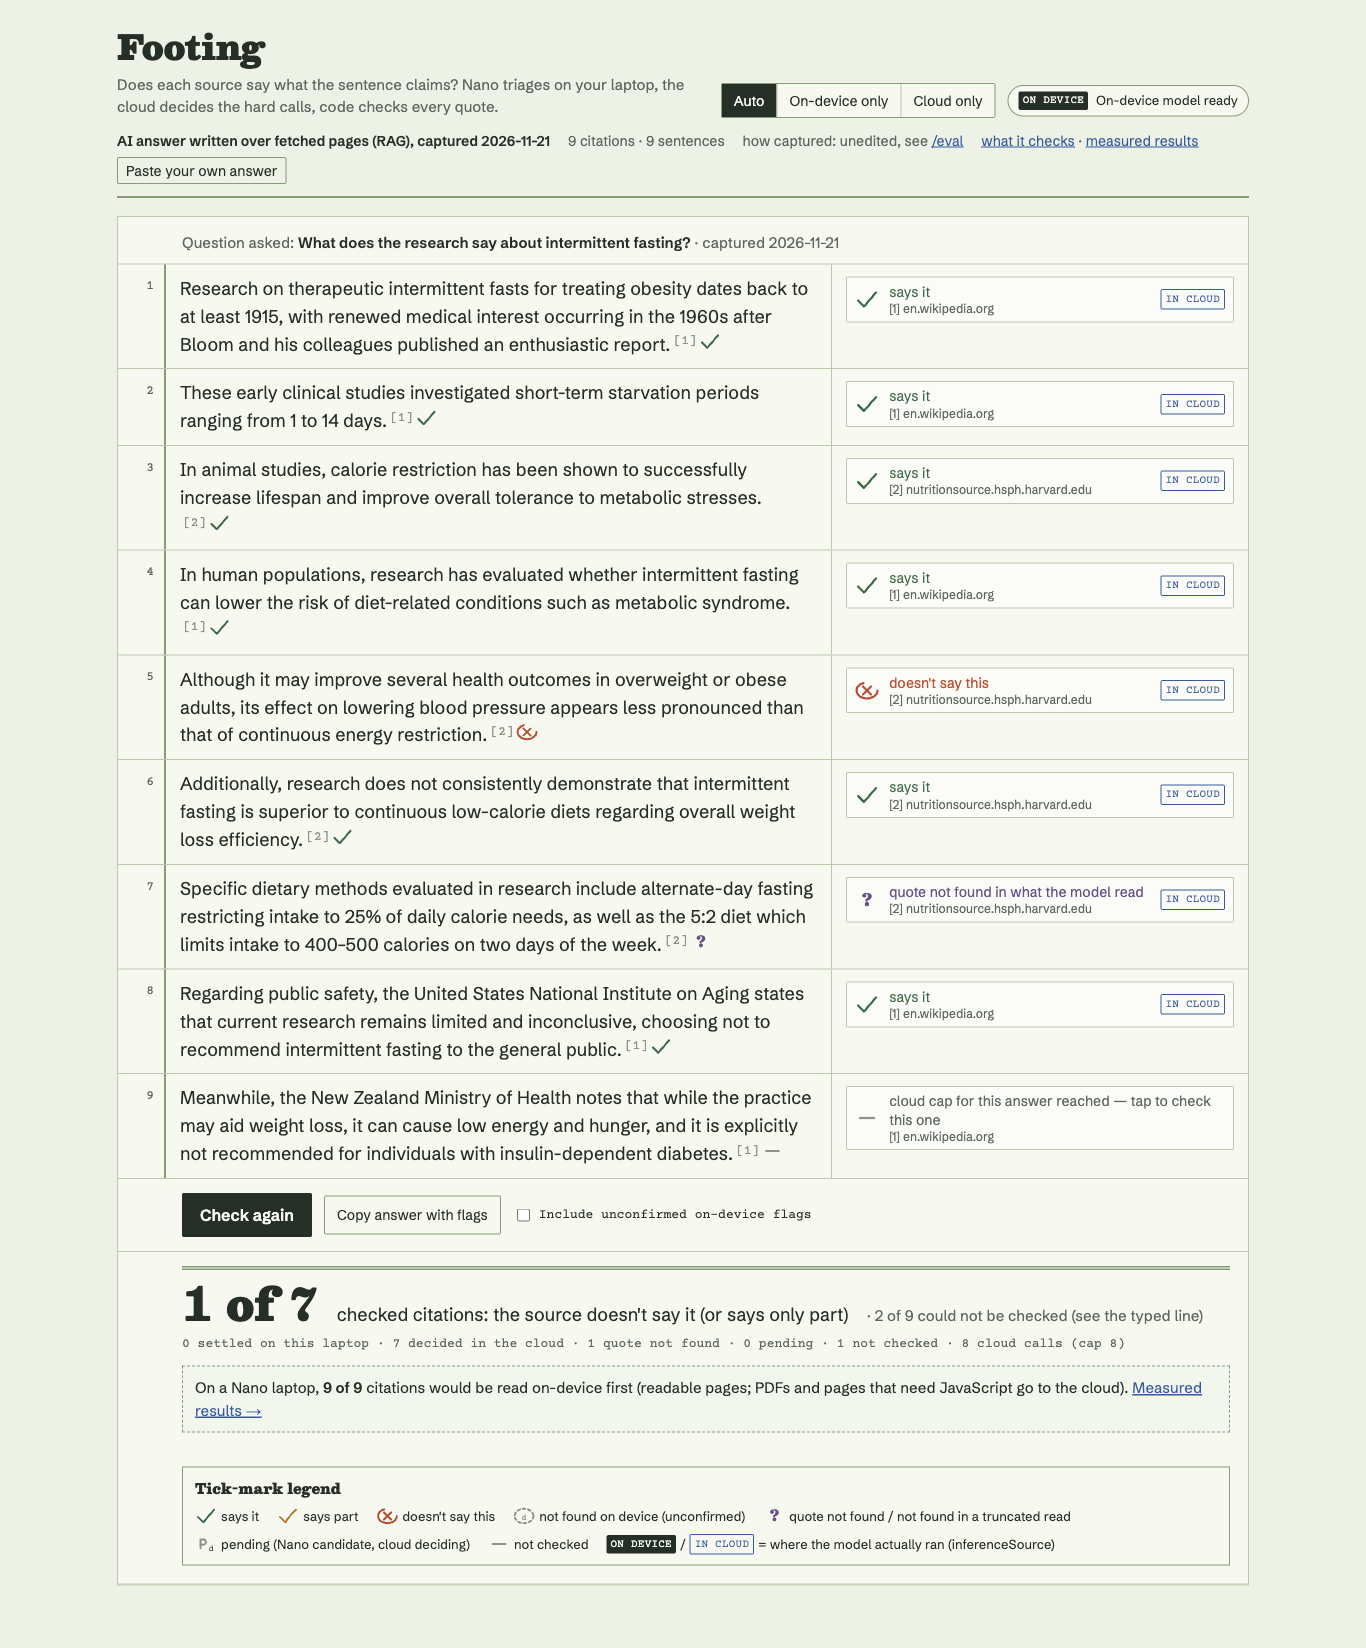 Footing
Does each source say what the sentence claims? Nano triages on your laptop, the
cloud decides the hard calls, code checks every quote.
Auto
On-device only
Cloud only
ON DEVICE On-device model ready
AI answer written over fetched pages (RAG), captured 2026-11-21 9 citations · 9 sentences how captured: unedited, see /eval what it checks · measured results
Paste your own answer
Question asked: What does the research say about intermittent fasting? · captured 2026-11-21
1
Research on therapeutic intermittent fasts for treating obesity dates back to
at least 1915, with renewed medical interest occurring in the 1960s after
Bloom and his colleagues published an enthusiastic report. [1]
says it
[1] en.wikipedia.org
IN CLOUD
2
These early clinical studies investigated short-term starvation periods
ranging from 1 to 14 days. [1]
says it
[1] en.wikipedia.org
IN CLOUD
3
In animal studies, calorie restriction has been shown to successfully
increase lifespan and improve overall tolerance to metabolic stresses.
[2]
says it
[2] nutritionsource.hsph.harvard.edu
IN CLOUD
4
In human populations, research has evaluated whether intermittent fasting
can lower the risk of diet-related conditions such as metabolic syndrome.
[1]
says it
[1] en.wikipedia.org
IN CLOUD
5
Although it may improve several health outcomes in overweight or obese
adults, its effect on lowering blood pressure appears less pronounced than
that of continuous energy restriction. [2]
doesn't say this
[2] nutritionsource.hsph.harvard.edu
IN CLOUD
6
Additionally, research does not consistently demonstrate that intermittent
fasting is superior to continuous low-calorie diets regarding overall weight
loss efficiency. [2]
says it
[2] nutritionsource.hsph.harvard.edu
IN CLOUD
7
Specific dietary methods evaluated in research include alternate-day fasting
restricting intake to 25% of daily calorie needs, as well as the 5:2 diet which
limits intake to 400–500 calories on two days of the week. [2] ?
? quote not found in what the model read
[2] nutritionsource.hsph.harvard.edu
IN CLOUD
8
Regarding public safety, the United States National Institute on Aging states
that current research remains limited and inconclusive, choosing not to
recommend intermittent fasting to the general public. [1]
says it
[1] en.wikipedia.org
IN CLOUD
9
Meanwhile, the New Zealand Ministry of Health notes that while the practice
may aid weight loss, it can cause low energy and hunger, and it is explicitly
not recommended for individuals with insulin-dependent diabetes. [1] —
— cloud cap for this answer reached — tap to check
this one
[1] en.wikipedia.org
Check again
Copy answer with flags
Include unconfirmed on-device flags
1 of 7 checked citations: the source doesn't say it (or says only part) · 2 of 9 could not be checked (see the typed line)
0 settled on this laptop · 7 decided in the cloud · 1 quote not found · 0 pending · 1 not checked · 8 cloud calls (cap 8)
On a Nano laptop, 9 of 9 citations would be read on-device first (readable pages; PDFs and pages that need JavaScript go to the cloud). Measured
results →
Tick-mark legend
says it says part doesn't say this d not found on device (unconfirmed) ? quote not found / not found in a truncated read
Pd pending (Nano candidate, cloud deciding) — not checked ON DEVICE / IN CLOUD = where the model actually ran (inferenceSource)